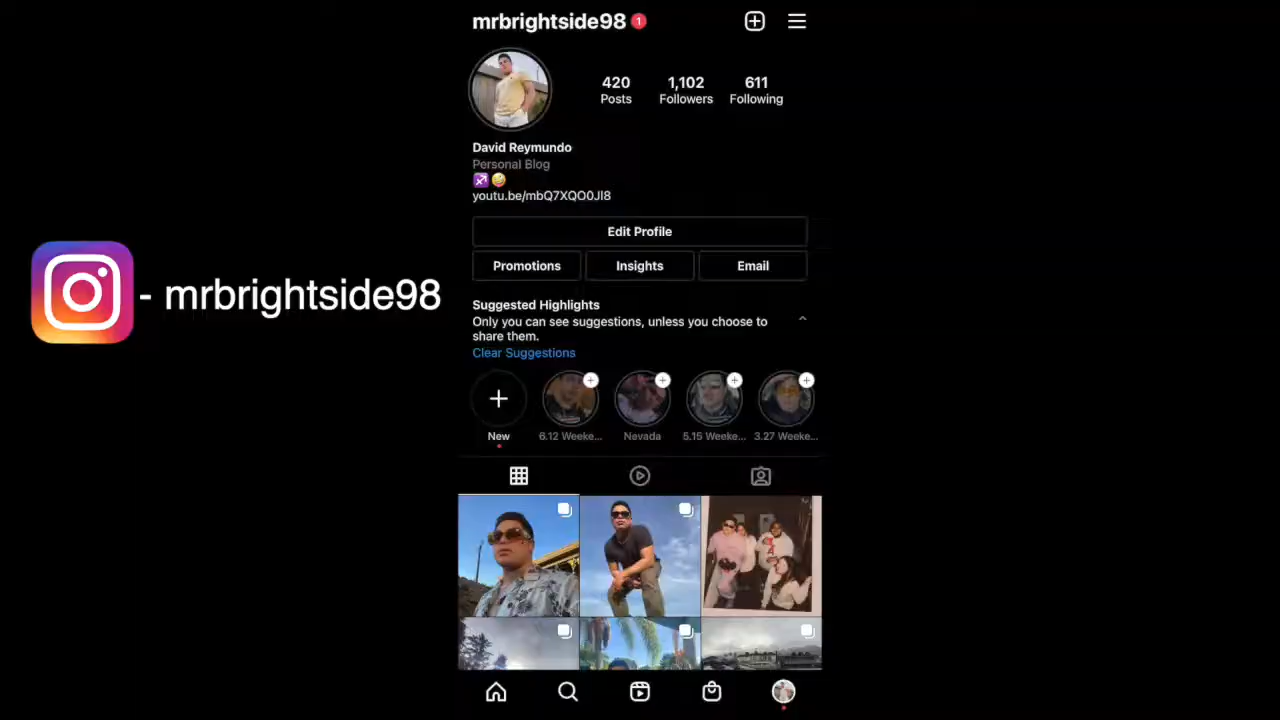 mrbrightside98 1
420 1,102 611
Posts Followers Following
David Reymundo
Personal Blog
♐🤪
youtu.be/mbQ7XQO0JI8
Edit Profile
Promotions Insights Email
- mrbrightside98
Suggested Highlights
Only you can see suggestions, unless you choose to
share them.
Clear Suggestions
New 6.12 Weeke... Nevada 5.15 Weeke... 3.27 Weeke...